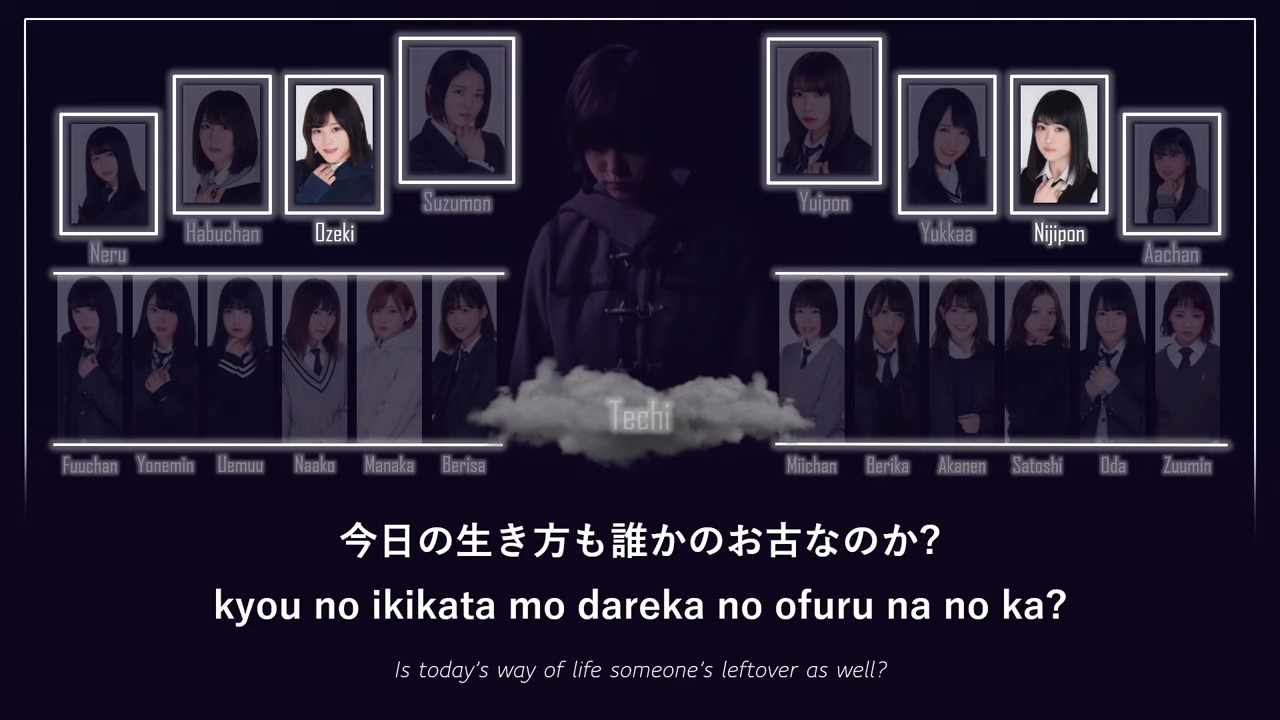 Suzumon
Yuipon
Habuchan
Ozeki
Yukkaa
Nijipon
Neru
Aachan
Techi
Fuuchan
Yonemin
Uemuu
Naako
Manaka
Berisa
Miichan
Berika
Akanen
Satoshi
Oda
Zuumin
今日の生き方も誰かのお古なのか?
kyou no ikikata mo dareka no ofuru na no ka?
Is today's way of life someone's leftover as well?